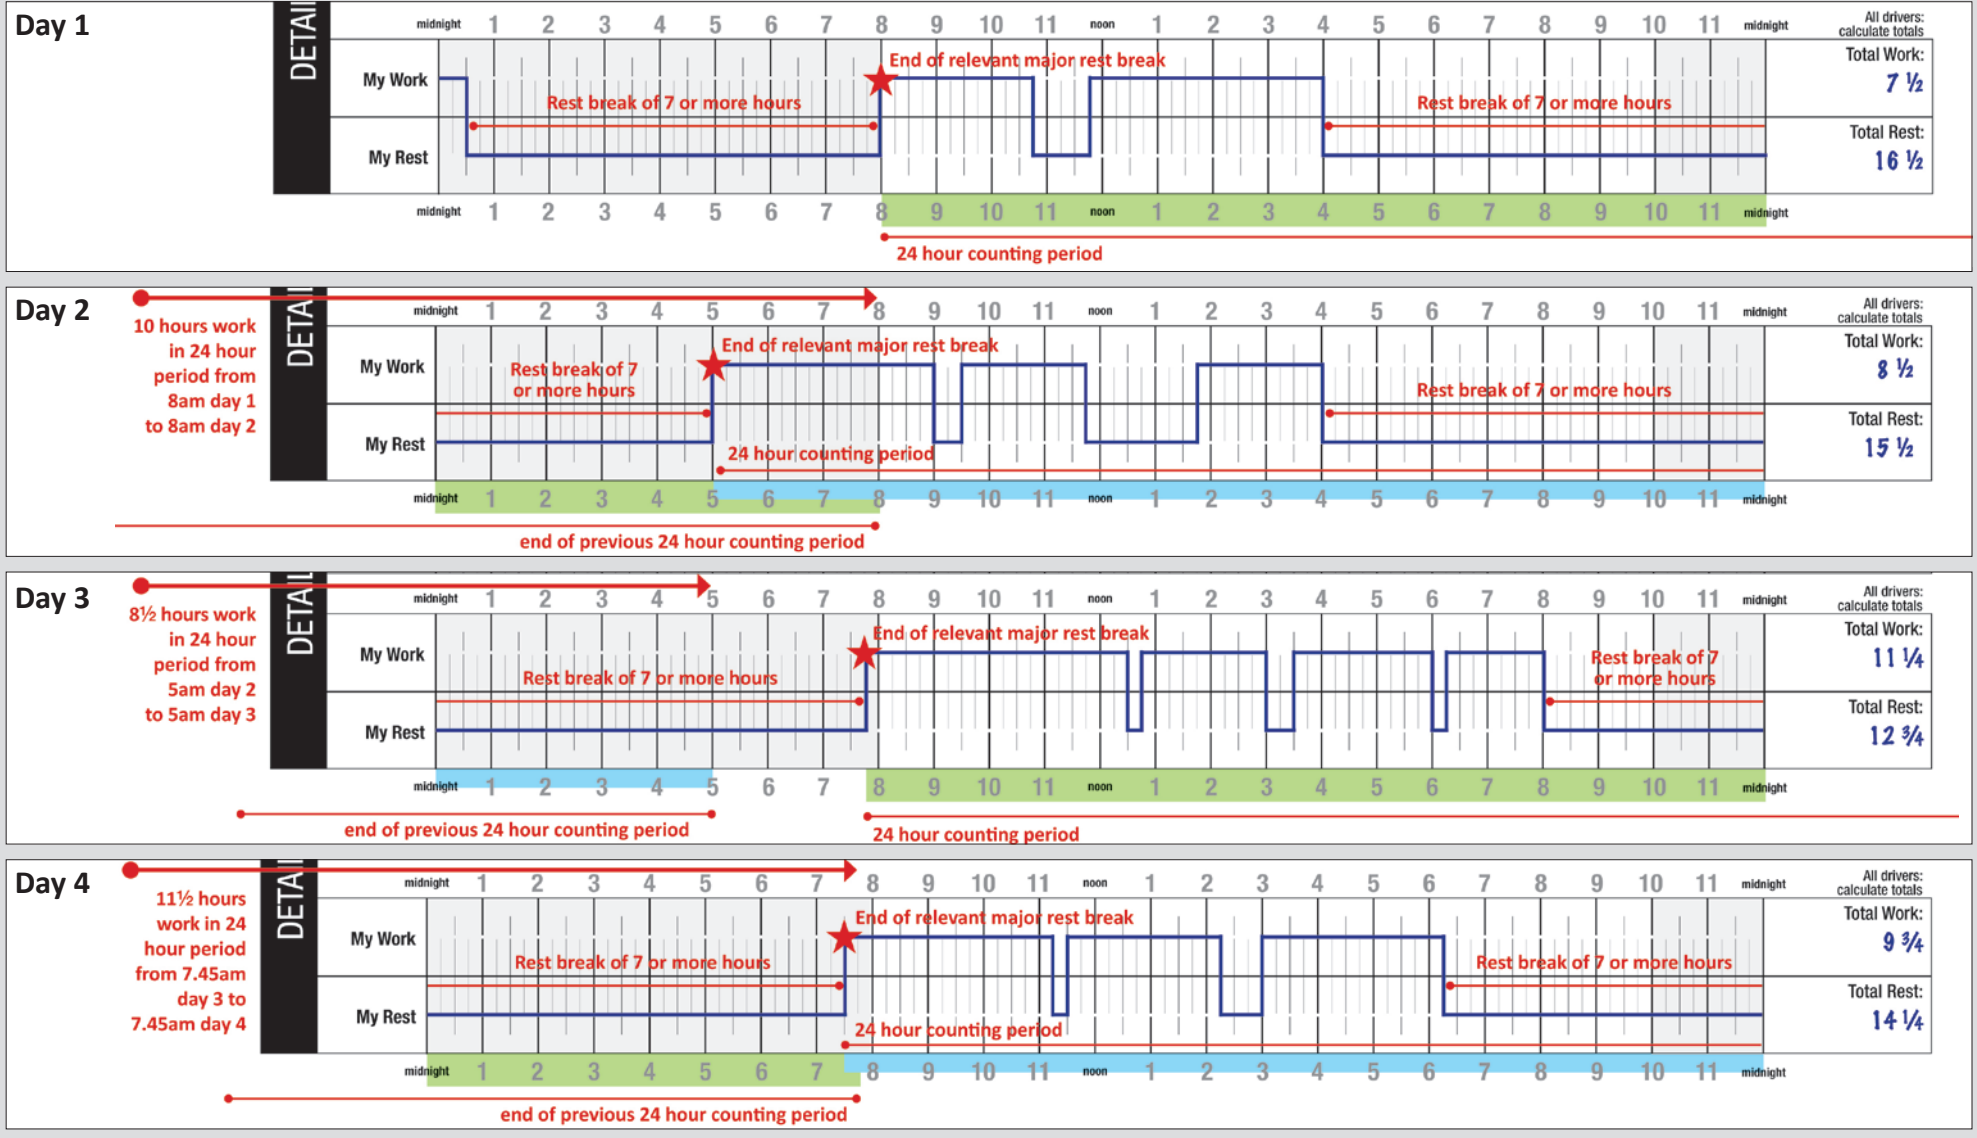 Day 1
DETAIL
midnight 1 2 3 4 5 6 7 8 9 10 11 noon 1 2 3 4 5 6 7 8 9 10 11 midnight
All drivers:
calculate totals
End of relevant major rest break
Total Work:
My Work
7 ½
Rest break of 7 or more hours
Rest break of 7 or more hours
Total Rest:
My Rest
16 ½
midnight 1 2 3 4 5 6 7 8 9 10 11 noon 1 2 3 4 5 6 7 8 9 10 11 midnight
24 hour counting period
Day 2
10 hours work
in 24 hour
period from
8am day 1
to 8am day 2
DETAIL
midnight 1 2 3 4 5 6 7 8 9 10 11 noon 1 2 3 4 5 6 7 8 9 10 11 midnight
All drivers:
calculate totals
End of relevant major rest break
Total Work:
My Work
8 ½
Rest break of 7
or more hours
Rest break of 7 or more hours
Total Rest:
My Rest
15 ½
24 hour counting period
midnight 1 2 3 4 5 6 7 8 9 10 11 noon 1 2 3 4 5 6 7 8 9 10 11 midnight
end of previous 24 hour counting period
Day 3
8½ hours work
in 24 hour
period from
5am day 2
to 5am day 3
DETAIL
midnight 1 2 3 4 5 6 7 8 9 10 11 noon 1 2 3 4 5 6 7 8 9 10 11 midnight
All drivers:
calculate totals
End of relevant major rest break
Total Work:
My Work
11 ¼
Rest break of 7 or more hours
Rest break of 7
or more hours
Total Rest:
My Rest
12 ¾
midnight 1 2 3 4 5 6 7 8 9 10 11 noon 1 2 3 4 5 6 7 8 9 10 11 midnight
end of previous 24 hour counting period
24 hour counting period
Day 4
11½ hours
work in 24
hour period
from 7.45am
day 3 to
7.45am day 4
DETAI
midnight 1 2 3 4 5 6 7 8 9 10 11 noon 1 2 3 4 5 6 7 8 9 10 11 midnight
All drivers:
calculate totals
End of relevant major rest break
Total Work:
My Work
9 ¾
Rest break of 7 or more hours
Rest break of 7 or more hours
Total Rest:
My Rest
14 ¼
24 hour counting period
midnight 1 2 3 4 5 6 7 8 9 10 11 noon 1 2 3 4 5 6 7 8 9 10 11 midnight
end of previous 24 hour counting period